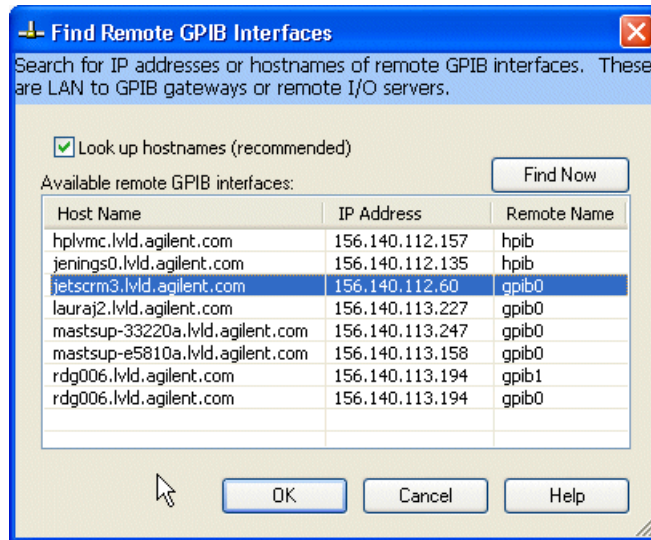 Find Remote GPIB Interfaces
Search for IP addresses or hostnames of remote GPIB interfaces. These
are LAN to GPIB gateways or remote I/O servers.
Look up hostnames (recommended)
Available remote GPIB interfaces:
Find Now
Host Name IP Address Remote Name
hplvmc.lvld.agilent.com 156.140.112.157 hpib
jenings0.lvld.agilent.com 156.140.112.135 hpib
jetscrm3.lvld.agilent.com 156.140.112.60 gpib0
lauraj2.lvld.agilent.com 156.140.113.227 gpib0
mastsup-33220a.lvld.agilent.com 156.140.113.247 gpib0
mastsup-e5810a.lvld.agilent.com 156.140.113.158 gpib0
rdg006.lvld.agilent.com 156.140.113.194 gpib1
rdg006.lvld.agilent.com 156.140.113.194 gpib0
OK Cancel Help